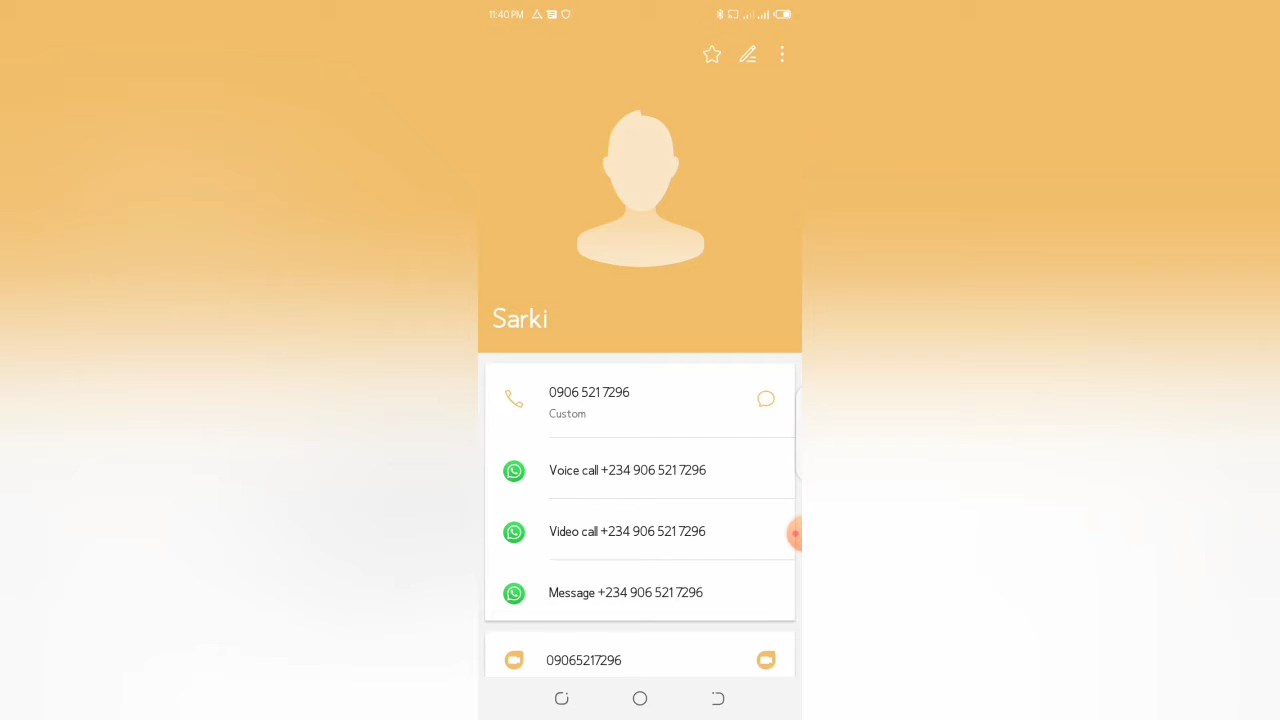 11:40 PM
Sarki
0906 521 7296
Custom
Voice call +234 906 521 7296
Video call +234 906 521 7296
Message +234 906 521 7296
09065217296